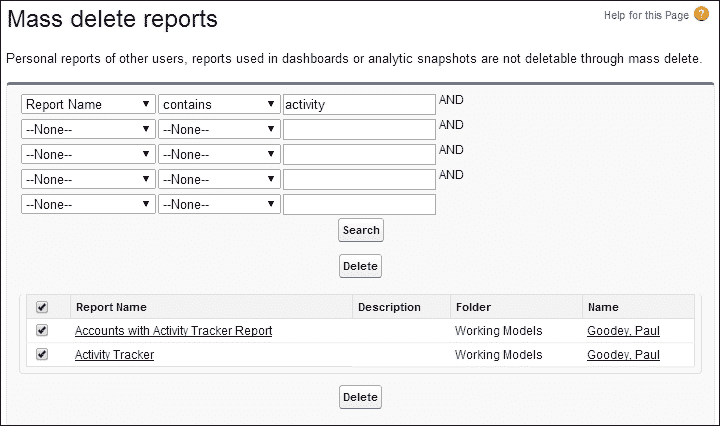 Mass delete reports
Help for this Page ?
Personal reports of other users, reports used in dashboards or analytic snapshots are not deletable through mass delete.
Report Name contains activity AND
--None-- --None-- AND
--None-- --None-- AND
--None-- --None-- AND
--None-- --None--
Search
Delete
Report Name Description Folder Name
Accounts with Activity Tracker Report Working Models Goodey, Paul
Activity Tracker Working Models Goodey, Paul
Delete